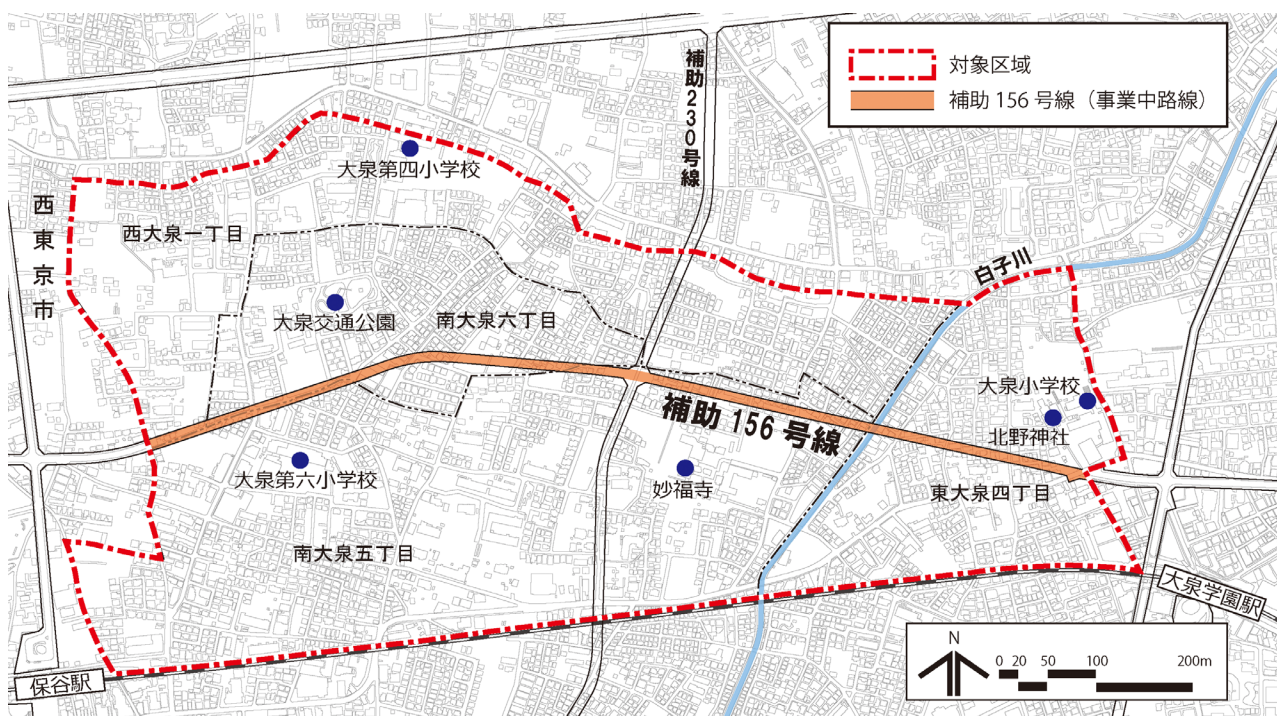 対象区域
補助 156 号線（事業中路線）
補助230号線
大泉第四小学校
西東京市
西大泉一丁目
白子川
大泉交通公園
南大泉六丁目
大泉小学校
補助 156 号線
北野神社
大泉第六小学校
妙福寺
東大泉四丁目
南大泉五丁目
大泉学園駅
保谷駅
N
0 20 50 100 200m